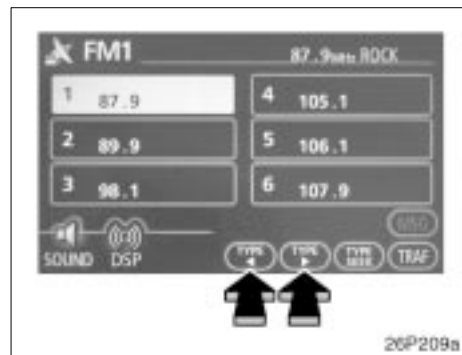 FM1
87.9MHz ROCK
1 87.9
2 89.9
3 98.1
4 105.1
5 106.1
6 107.9
MSG
SOUND DSP TYPE TYPE TYPE SEEK TRAF
26P209a